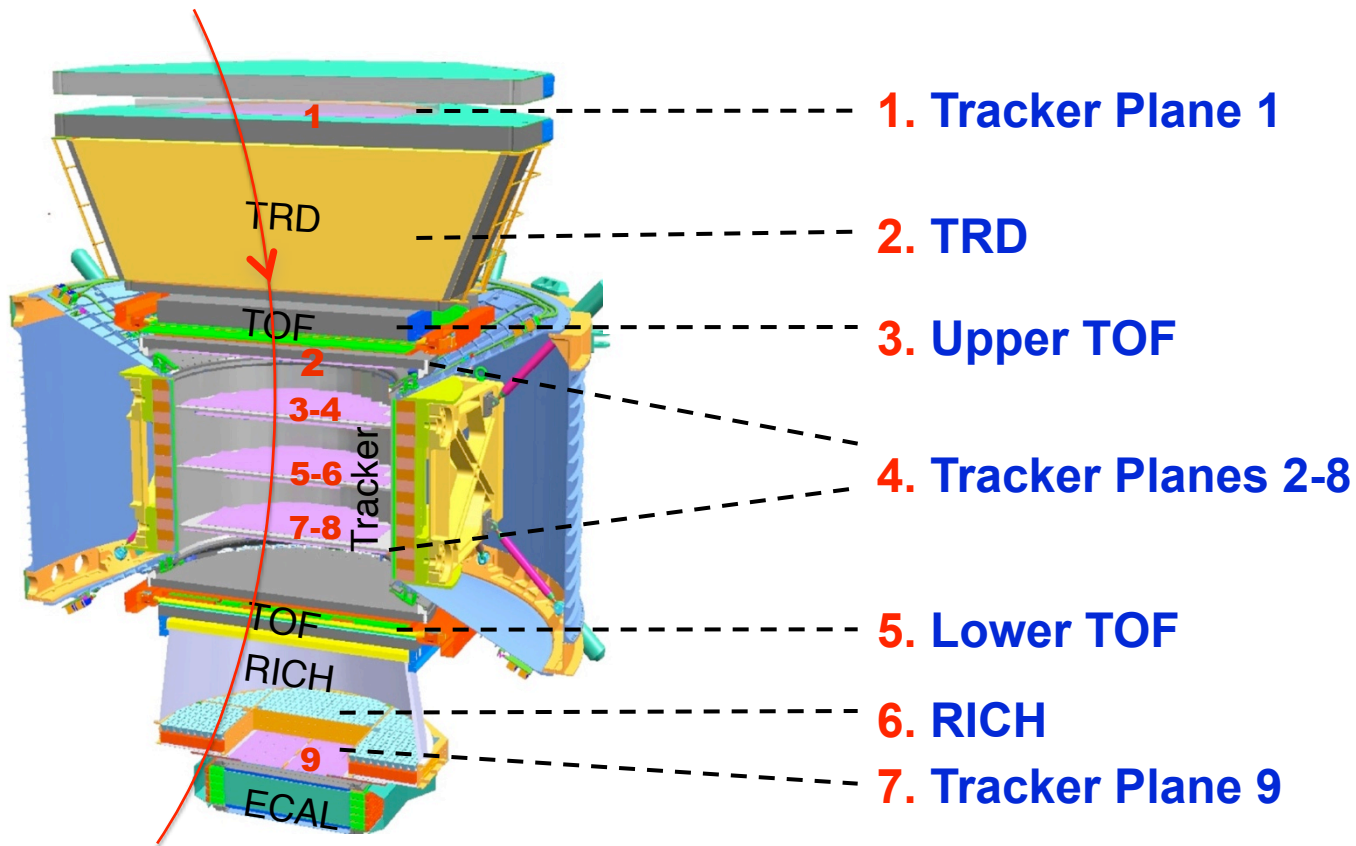 1
1. Tracker Plane 1
TRD
2. TRD
TOF
3. Upper TOF
2
3-4
5-6
7-8
Tracker
4. Tracker Planes 2-8
TOF
5. Lower TOF
RICH
6. RICH
9
7. Tracker Plane 9
ECAL